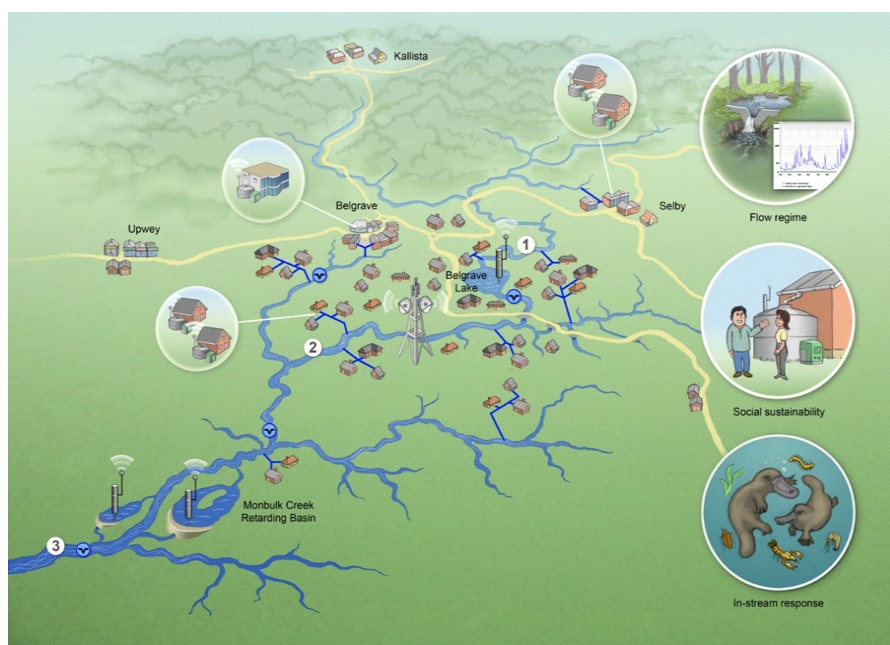 Kallista
Flow regime
Selby
Belgrave
Upwey
1
Belgrave
Lake
2
Social sustainability
Monbulk Creek
Retarding Basin
3
In-stream response